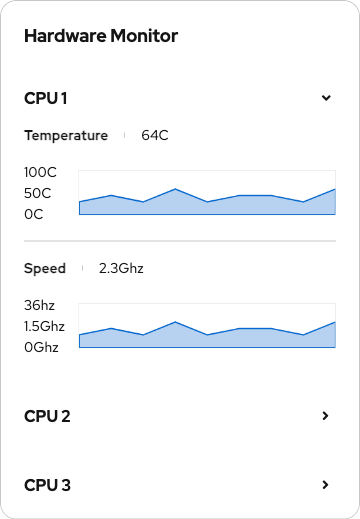 Hardware Monitor
CPU 1
Temperature 64C
100C
50C
0C
Speed 2.3Ghz
36hz
1.5Ghz
0Ghz
CPU 2
CPU 3